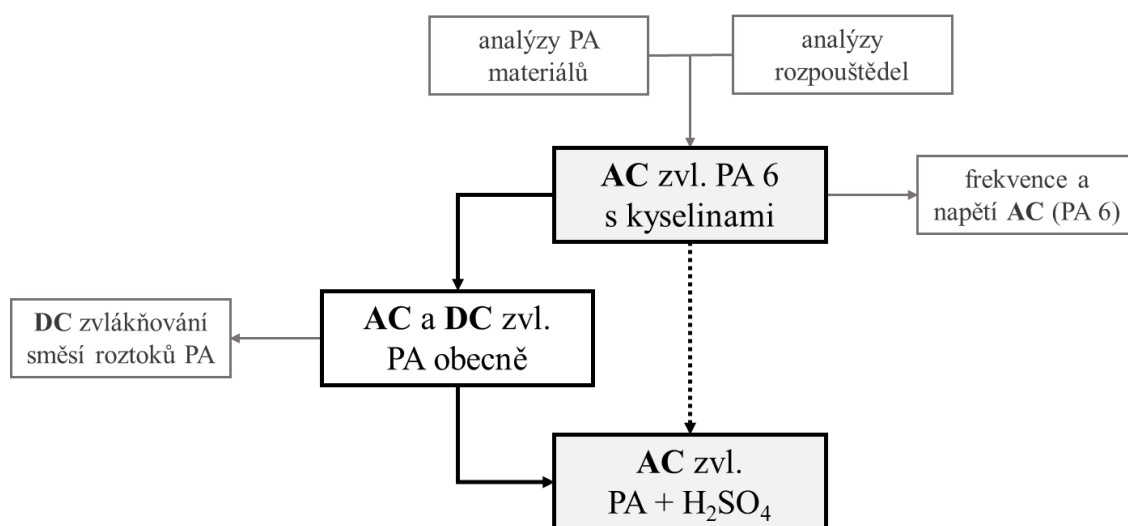 analýzy PA
materiálů
analýzy
rozpouštědel
AC zvl. PA 6
s kyselinami
frekvence a
napětí AC (PA 6)
DC zvlákňování
směsí roztoků PA
AC a DC zvl.
PA obecně
AC zvl.
PA + H₂SO₄